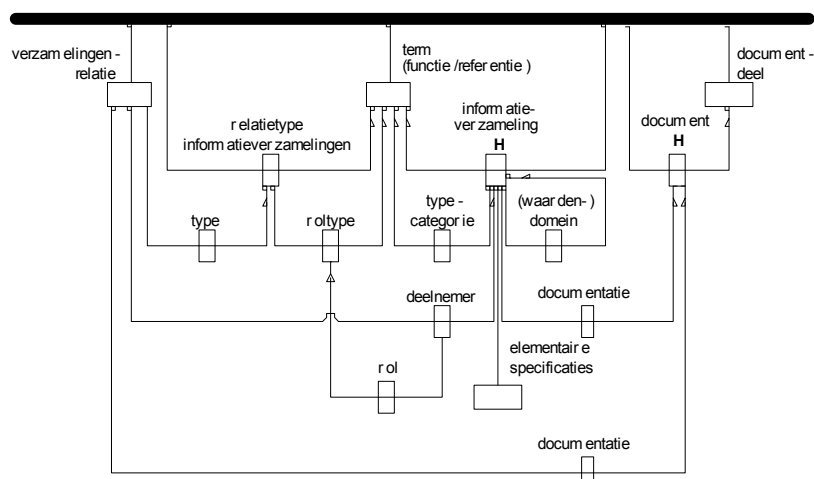 verzamelingen-
relatie
term
(functie/referentie)
document-
deel
relatietype
informatieverzamelingen
informatie-
verzameling
H
document
H
type
roltype
type-
categorie
(waarden-)
domein
deelnemer
documentatie
elementaire
specificaties
rol
documentatie